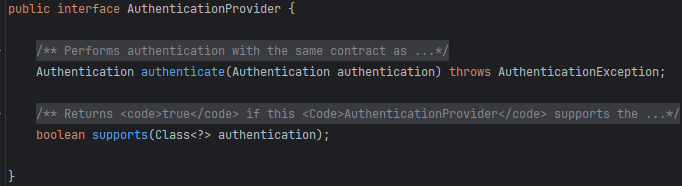 public interface AuthenticationProvider {
/** Performs authentication with the same contract as ...*/
Authentication authenticate(Authentication authentication) throws AuthenticationException;
/** Returns <code>true</code> if this <Code>AuthenticationProvider</code> supports the ...*/
boolean supports(Class<?> authentication);
}